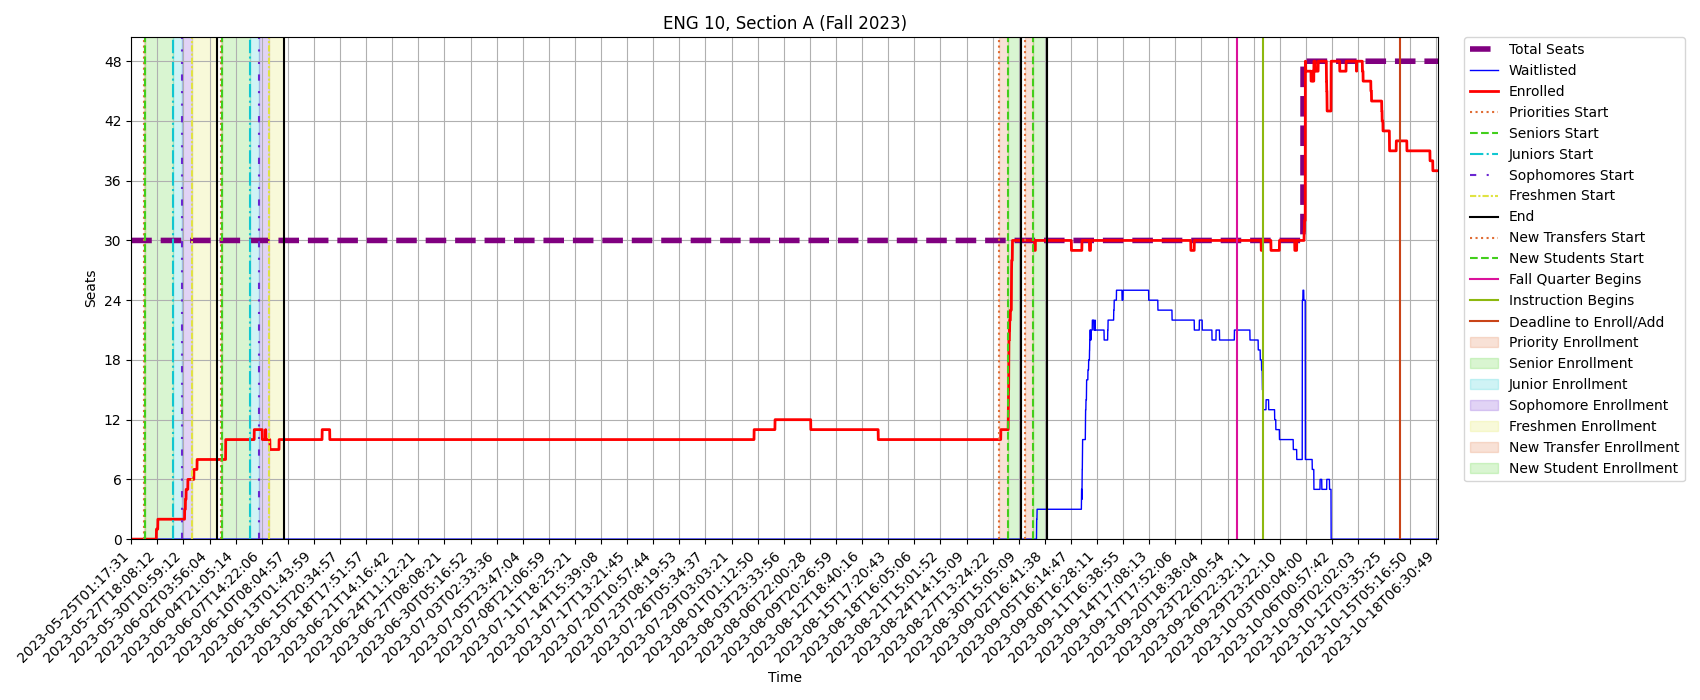 ENG 10, Section A (Fall 2023)
Seats
48
42
36
30
24
18
12
6
0
2023-05-25T01:17:31
2023-05-27T18:08:12
2023-05-30T10:59:12
2023-06-02T03:56:04
2023-06-04T21:05:14
2023-06-07T14:22:06
2023-06-10T08:04:57
2023-06-13T01:43:59
2023-06-15T20:34:57
2023-06-18T17:51:57
2023-06-21T14:16:42
2023-06-24T11:12:21
2023-06-27T08:08:21
2023-06-30T05:16:52
2023-07-03T02:33:36
2023-07-05T23:47:04
2023-07-08T21:06:59
2023-07-11T18:25:21
2023-07-14T15:39:08
2023-07-17T13:21:45
2023-07-20T10:57:44
2023-07-23T08:19:53
2023-07-26T05:34:37
2023-07-29T03:03:21
2023-08-01T01:12:50
2023-08-03T23:33:56
2023-08-06T22:00:28
2023-08-09T20:26:59
2023-08-12T18:40:16
2023-08-15T17:20:43
2023-08-18T16:05:06
2023-08-21T15:01:52
2023-08-24T14:15:09
2023-08-27T13:24:22
2023-08-30T15:05:09
2023-09-02T16:41:38
2023-09-05T16:14:47
2023-09-08T16:28:11
2023-09-11T16:38:55
2023-09-14T17:08:13
2023-09-17T17:52:06
2023-09-20T18:38:04
2023-09-23T22:00:54
2023-09-26T22:32:11
2023-09-29T23:22:10
2023-10-03T00:04:00
2023-10-06T00:57:42
2023-10-09T02:02:03
2023-10-12T03:35:25
2023-10-15T05:16:50
2023-10-18T06:30:49
Time
Total Seats
Waitlisted
Enrolled
Priorities Start
Seniors Start
Juniors Start
Sophomores Start
Freshmen Start
End
New Transfers Start
New Students Start
Fall Quarter Begins
Instruction Begins
Deadline to Enroll/Add
Priority Enrollment
Senior Enrollment
Junior Enrollment
Sophomore Enrollment
Freshmen Enrollment
New Transfer Enrollment
New Student Enrollment